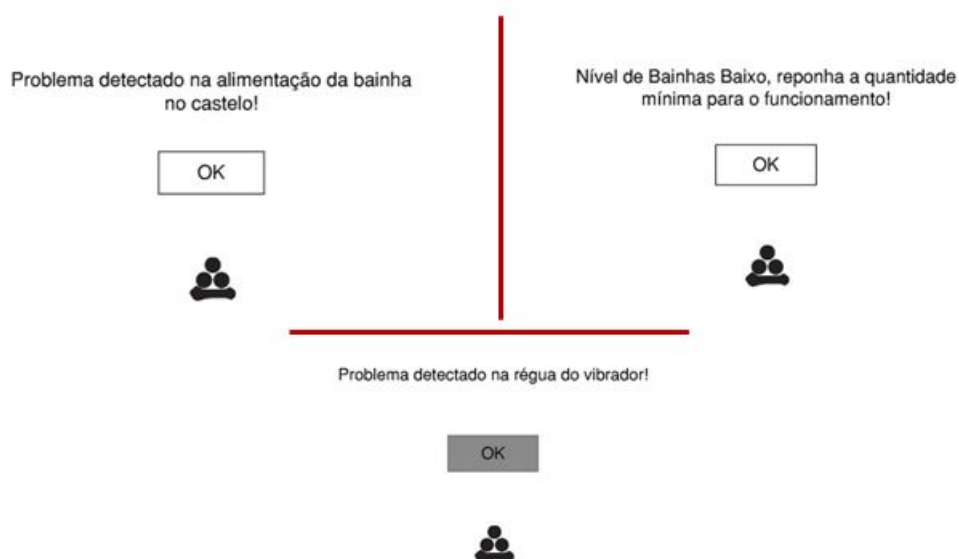 Problema detectado na alimentação da bainha
no castelo!
OK
Nível de Bainhas Baixo, reponha a quantidade
mínima para o funcionamento!
OK
Problema detectado na régua do vibrador!
OK